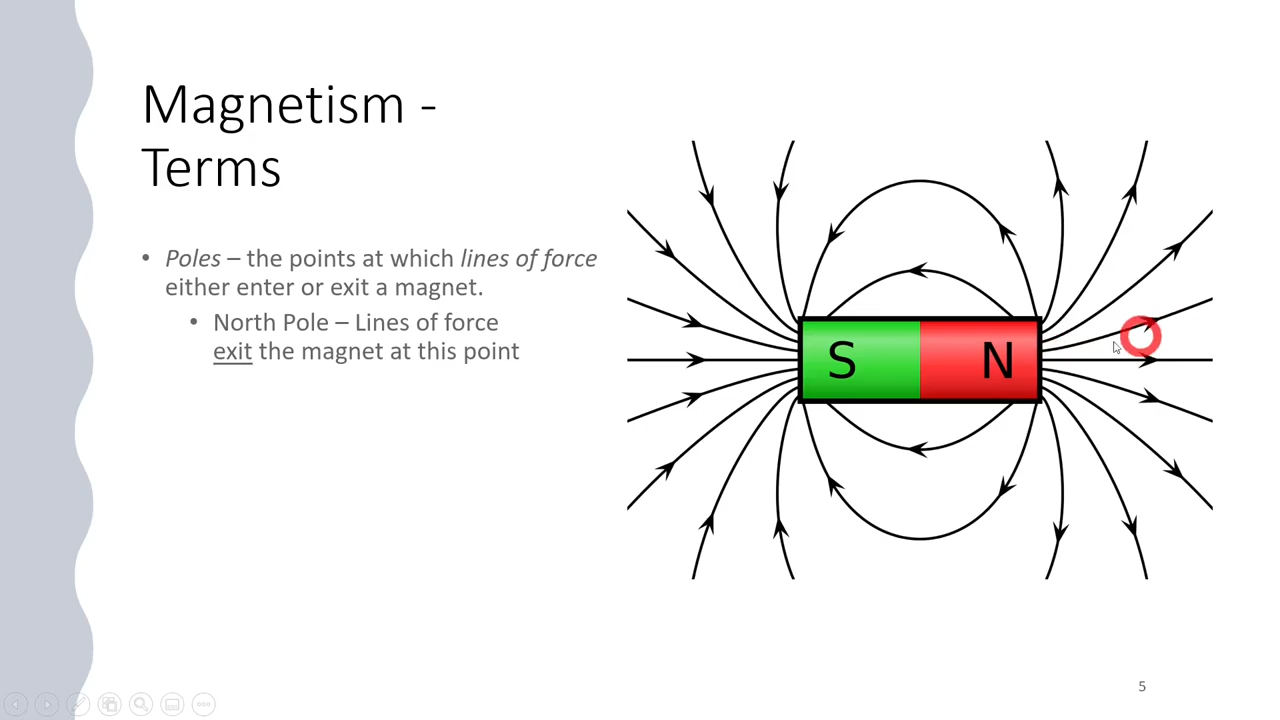 Magnetism -
Terms
• Poles – the points at which lines of force
either enter or exit a magnet.
• North Pole – Lines of force
exit the magnet at this point
S N
5